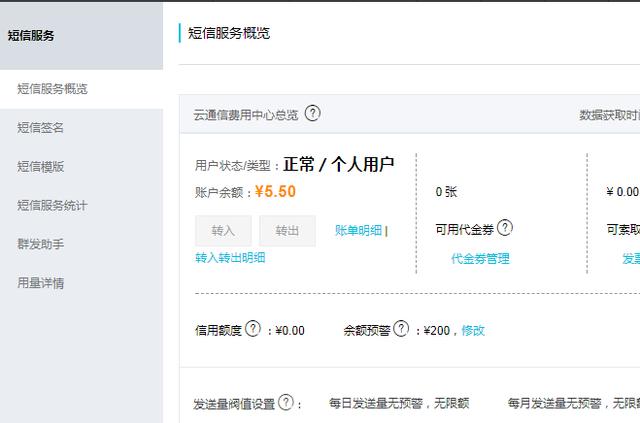 短信服务
短信服务概览
短信服务概览
短信签名
短信模版
短信服务统计
群发助手
用量详情
云通信费用中心总览 ?
数据获取时
用户状态/类型：正常 / 个人用户
账户余额：¥5.50
转入 转出 账单明细 |
转入转出明细
0 张
可用代金券 ?
代金券管理
¥ 0.00
可索取
发票
信用额度 ? ：¥0.00 余额预警 ? ：¥200，修改
发送量阀值设置 ? ： 每日发送量无预警，无限额 每月发送量无预警，无限